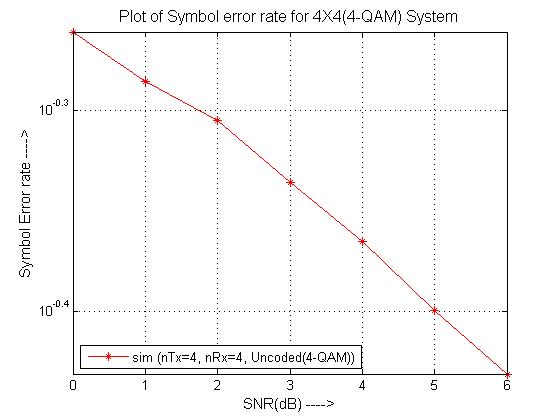 Plot of Symbol error rate for 4X4(4-QAM) System
Symbol Error rate ---->
10^-0.3
10^-0.4
sim (nTx=4, nRx=4, Uncoded(4-QAM))
0 1 2 3 4 5 6
SNR(dB) ---->